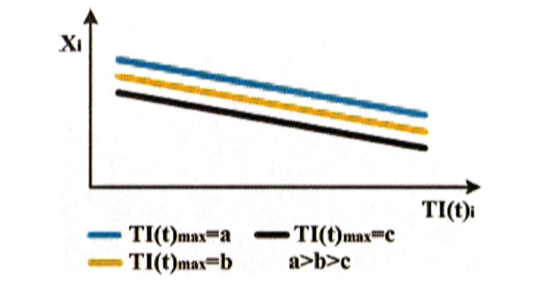 Xi
TI(t)i
TI(t)max=a TI(t)max=c
TI(t)max=b a>b>c